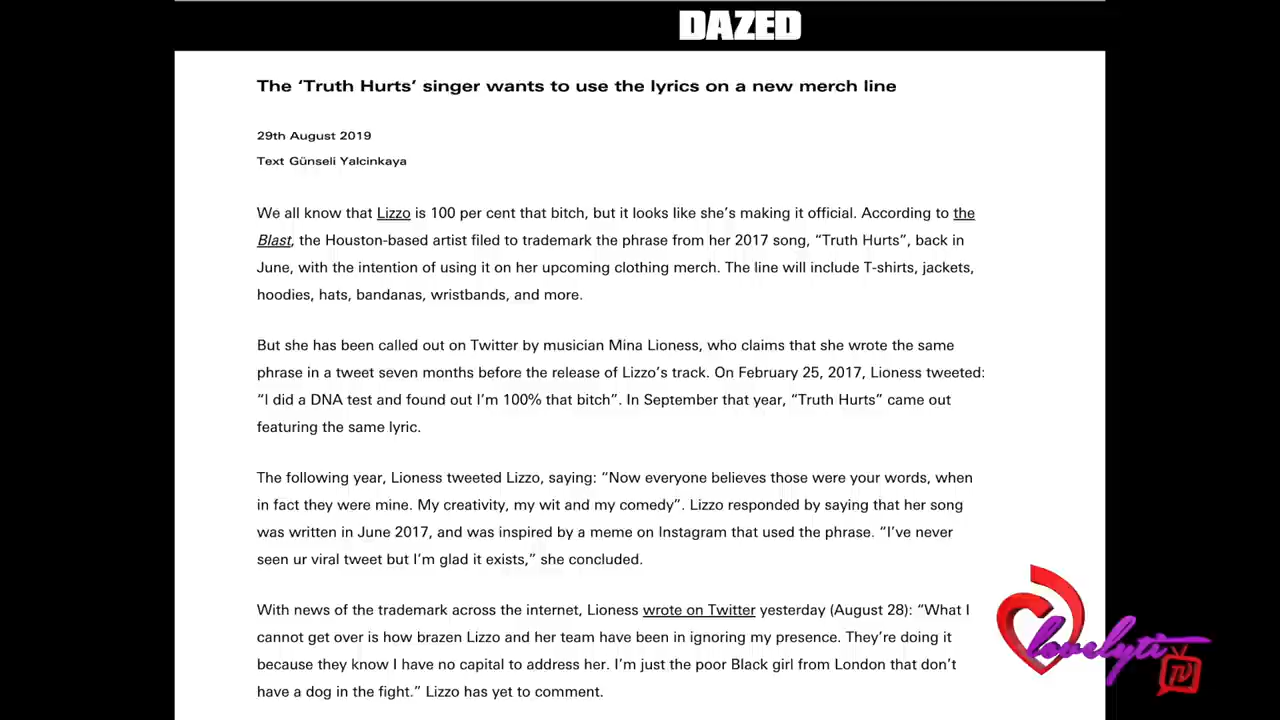 DAZED
The ‘Truth Hurts’ singer wants to use the lyrics on a new merch line
29th August 2019
Text Günseli Yalcinkaya
We all know that Lizzo is 100 per cent that bitch, but it looks like she’s making it official. According to the
Blast, the Houston-based artist filed to trademark the phrase from her 2017 song, “Truth Hurts”, back in
June, with the intention of using it on her upcoming clothing merch. The line will include T-shirts, jackets,
hoodies, hats, bandanas, wristbands, and more.
But she has been called out on Twitter by musician Mina Lioness, who claims that she wrote the same
phrase in a tweet seven months before the release of Lizzo’s track. On February 25, 2017, Lioness tweeted:
“I did a DNA test and found out I’m 100% that bitch”. In September that year, “Truth Hurts” came out
featuring the same lyric.
The following year, Lioness tweeted Lizzo, saying: “Now everyone believes those were your words, when
in fact they were mine. My creativity, my wit and my comedy”. Lizzo responded by saying that her song
was written in June 2017, and was inspired by a meme on Instagram that used the phrase. “I’ve never
seen ur viral tweet but I’m glad it exists,” she concluded.
With news of the trademark across the internet, Lioness wrote on Twitter yesterday (August 28): “What I
cannot get over is how brazen Lizzo and her team have been in ignoring my presence. They’re doing it
because they know I have no capital to address her. I’m just the poor Black girl from London that don’t
have a dog in the fight.” Lizzo has yet to comment.
lovelyti
TV